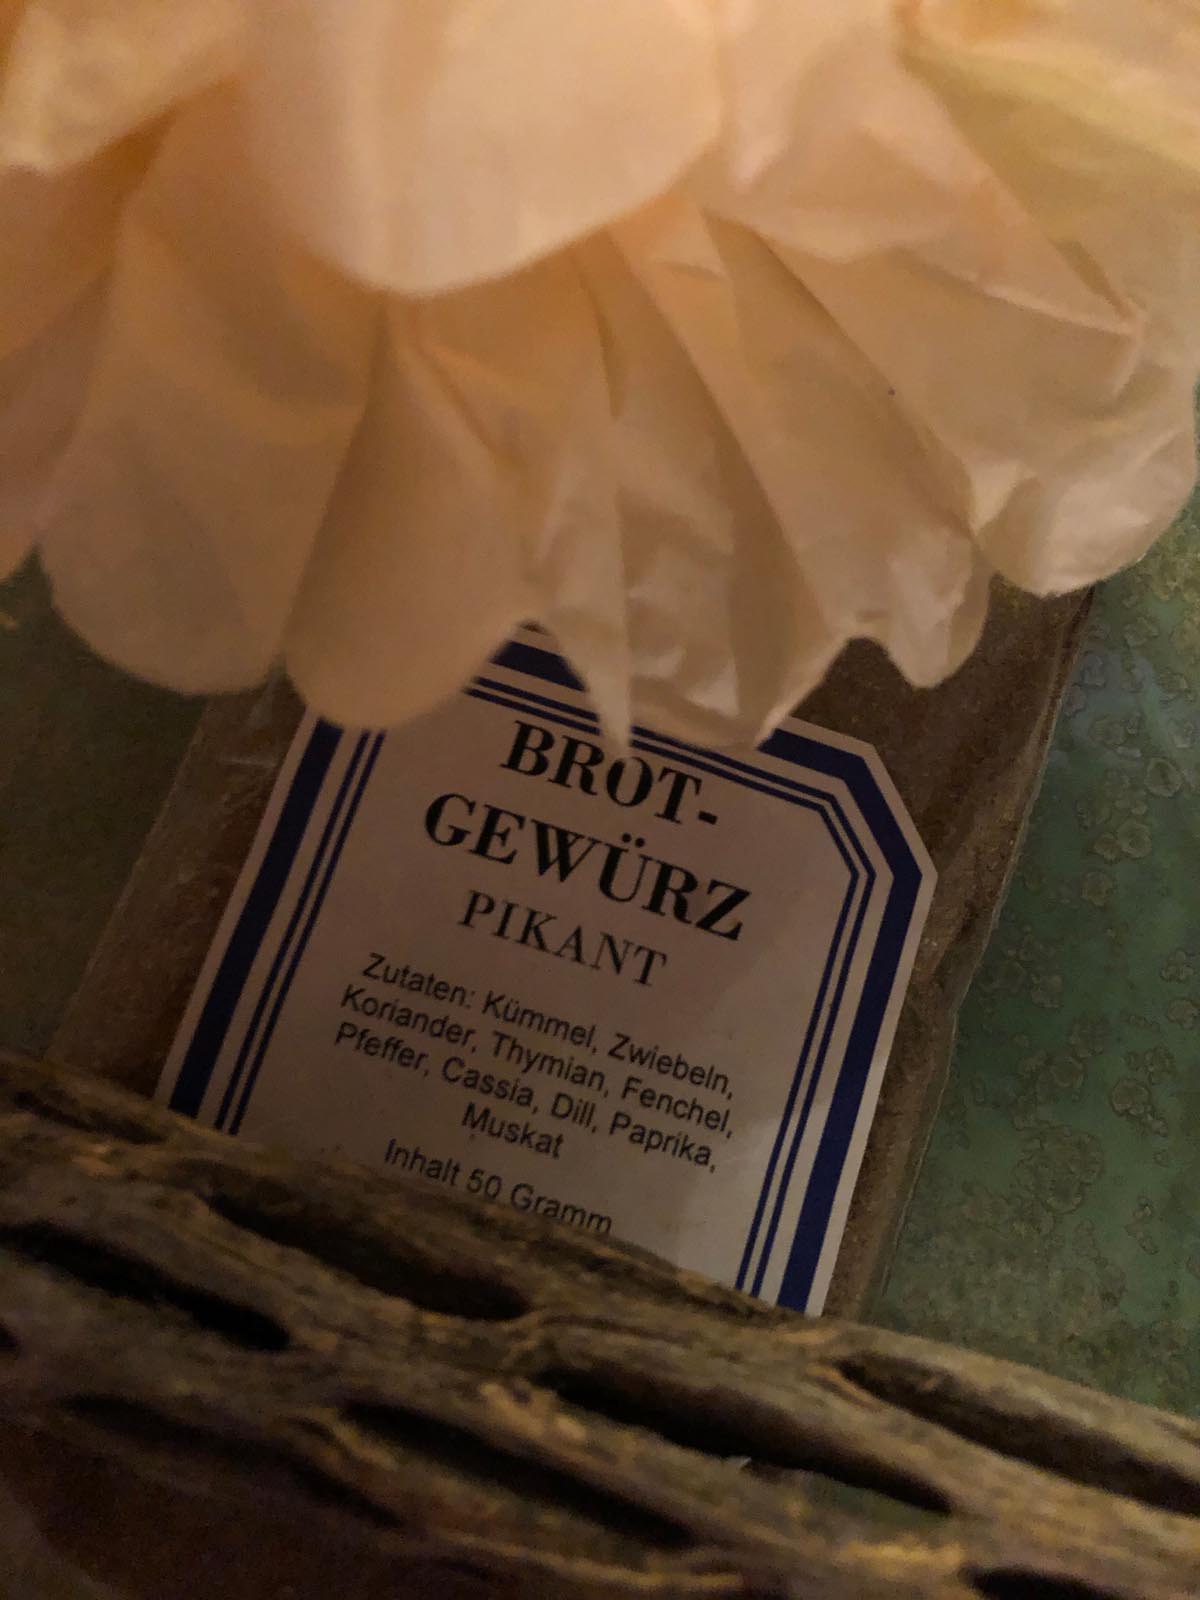 BROT-
GEWÜRZ
PIKANT
Zutaten: Kümmel, Zwiebeln,
Koriander, Thymian, Fenchel,
Pfeffer, Cassia, Dill, Paprika,
Muskat
Inhalt 50 Gramm